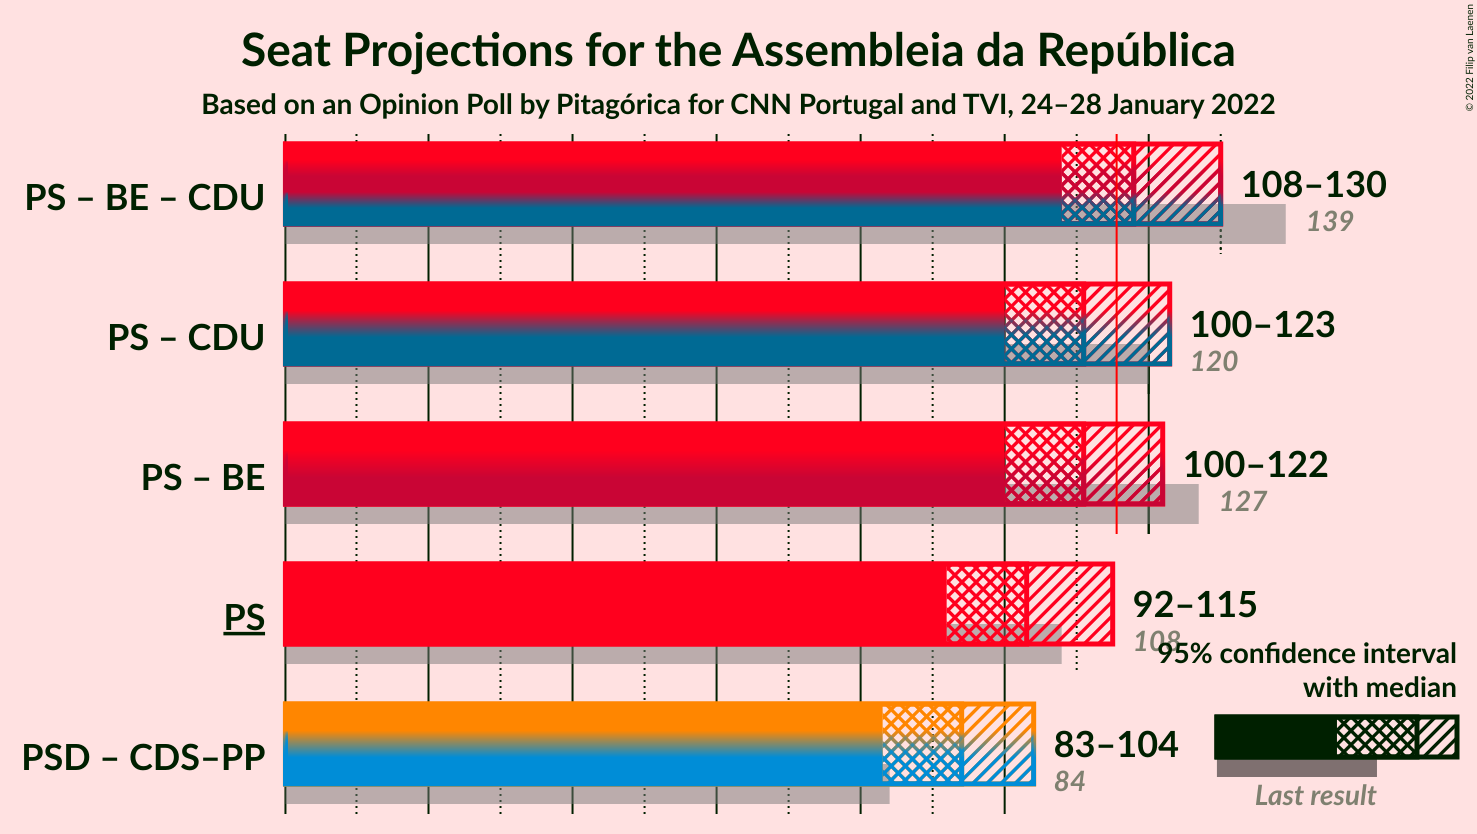 Seat Projections for the Assembleia da República
Based on an Opinion Poll by Pitagórica for CNN Portugal and TVI, 24–28 January 2022
© 2022 Filip van Laenen
PS – BE – CDU
108–130
139
PS – CDU
100–123
120
PS – BE
100–122
127
PS
92–115
108
95% confidence interval
with median
PSD – CDS–PP
83–104
84
Last result